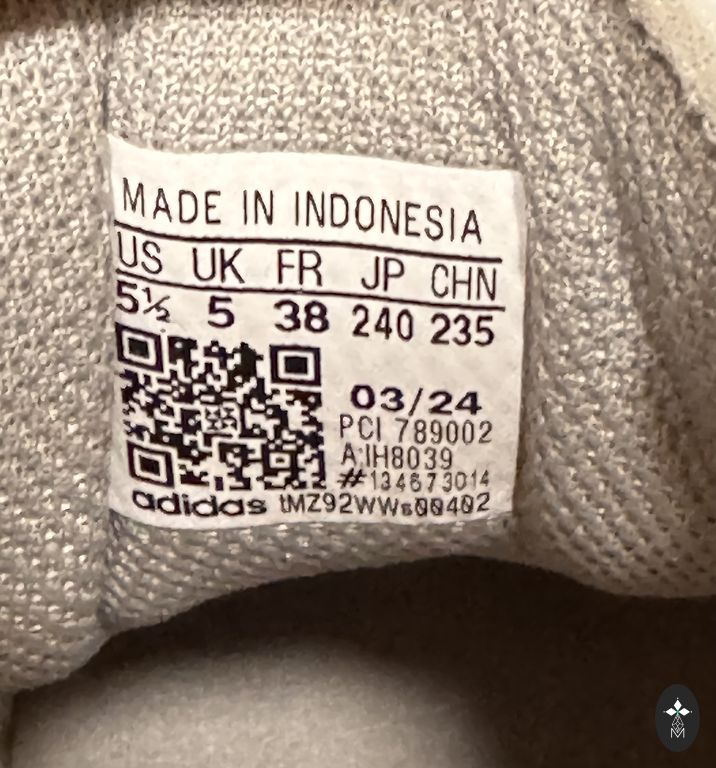 MADE IN INDONESIA
US UK FR JP CHN
5½ 5 38 240 235
03/24
PCI 789002
A:IH8039
#134673014
adidas tMZ92WWs00402
M